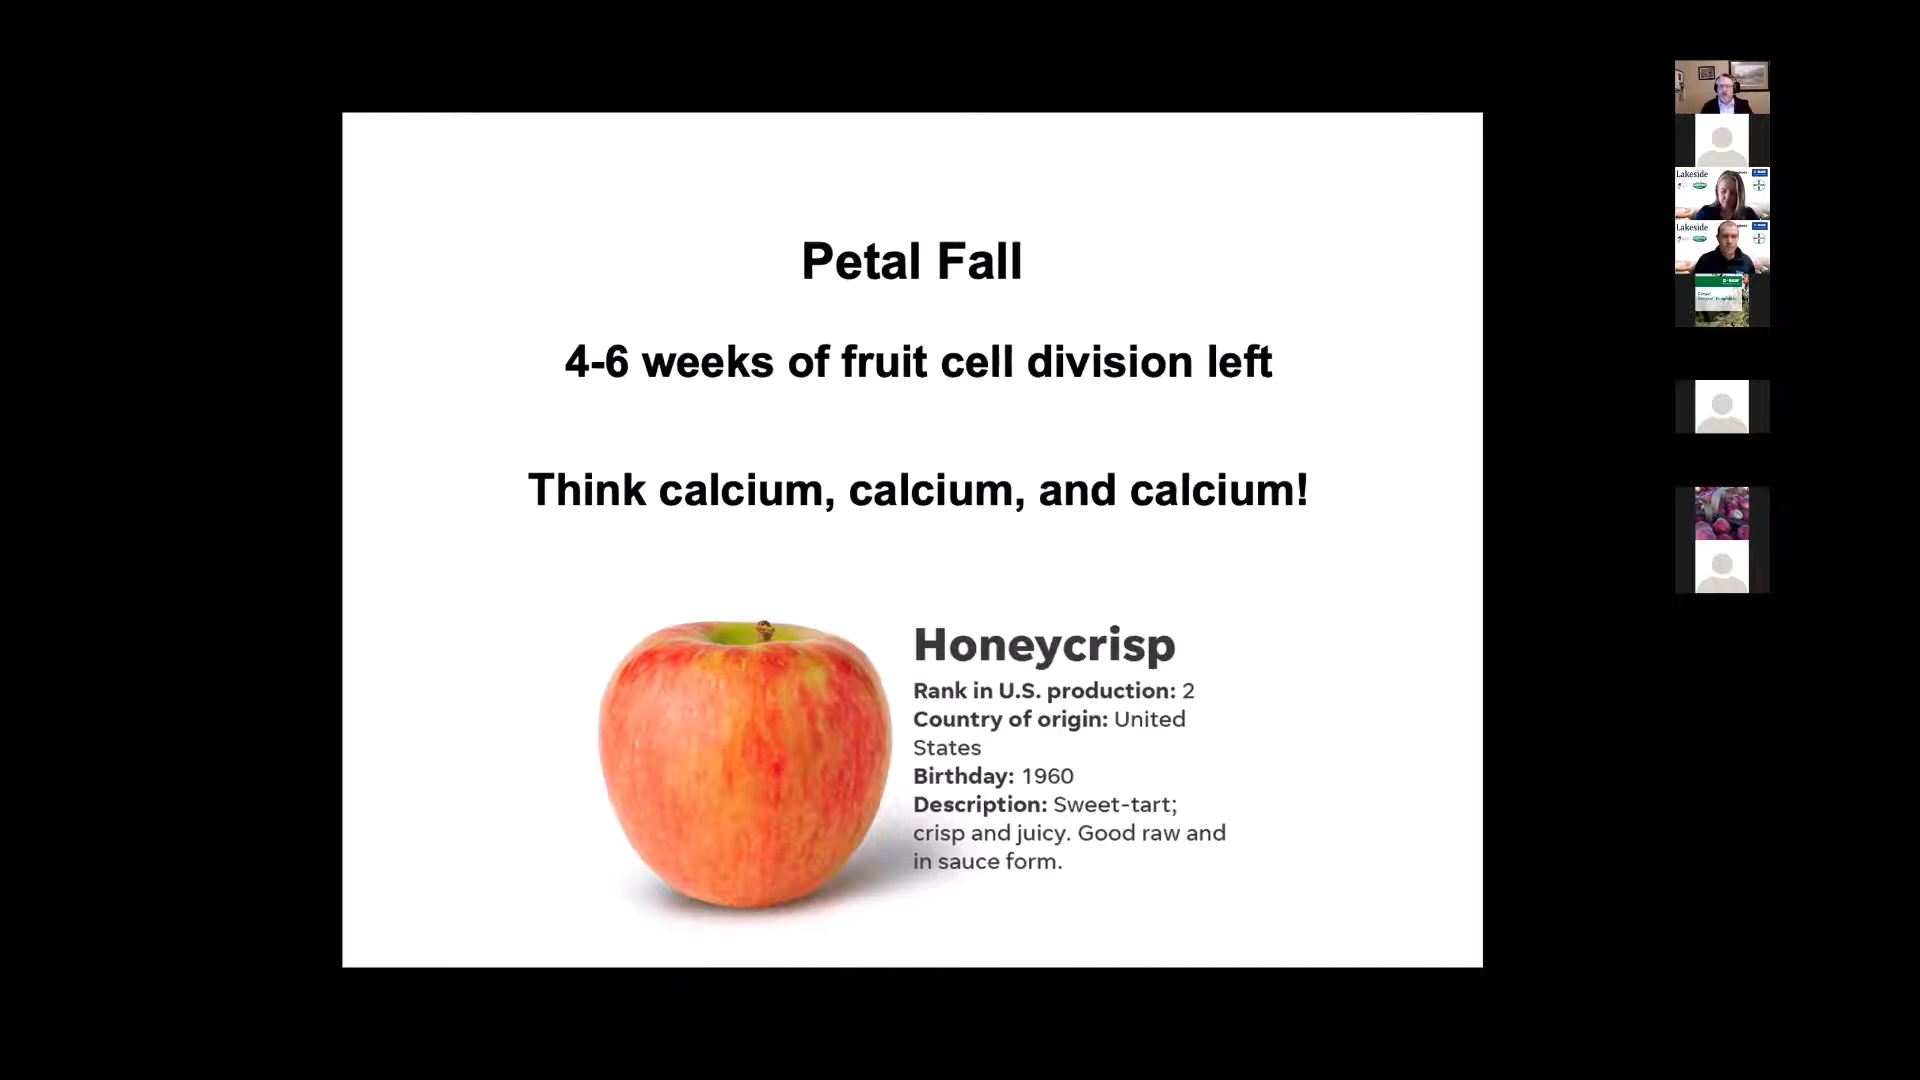 Petal Fall
4-6 weeks of fruit cell division left
Think calcium, calcium, and calcium!
Honeycrisp
Rank in U.S. production: 2
Country of origin: United
States
Birthday: 1960
Description: Sweet-tart;
crisp and juicy. Good raw and
in sauce form.
Lakeside
Lakeside